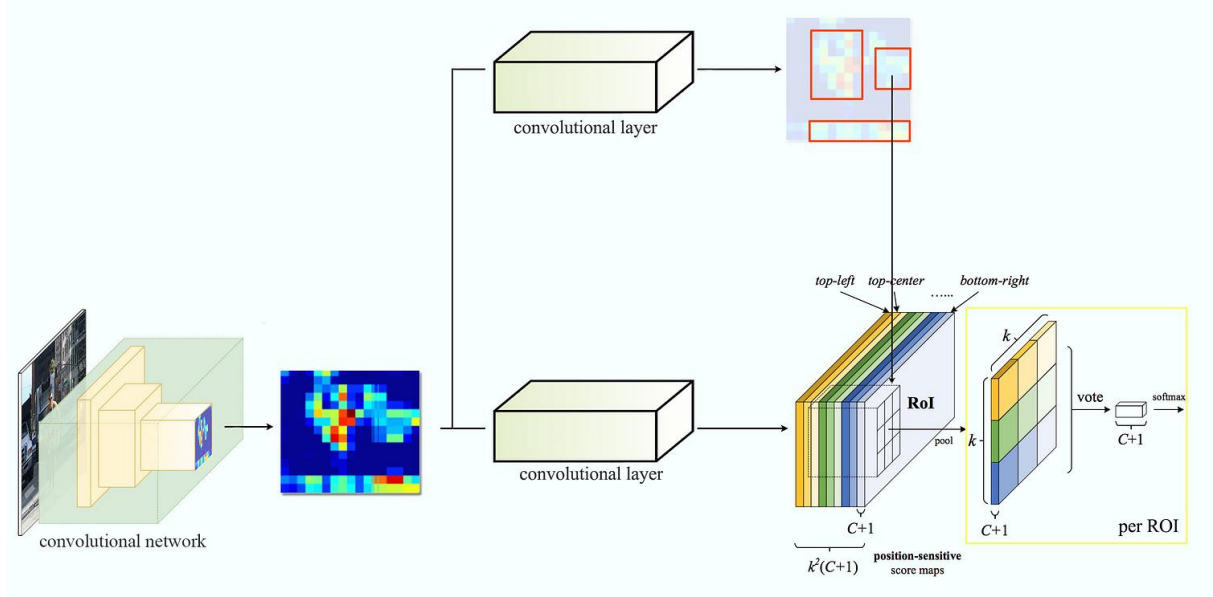 convolutional layer
top-left top-center ...... bottom-right
k
RoI
vote
softmax
k
pool
C+1
convolutional layer
C+1
C+1
per ROI
convolutional network
k²(C+1)
position-sensitive
score maps